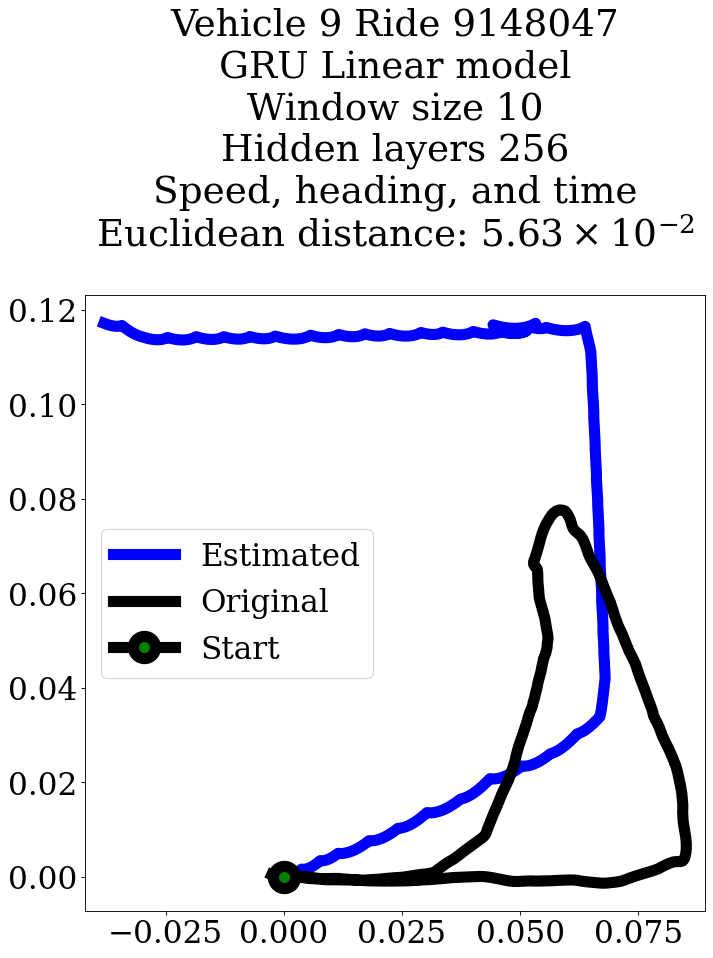 Vehicle 9 Ride 9148047
GRU Linear model
Window size 10
Hidden layers 256
Speed, heading, and time
Euclidean distance: 5.63 × 10⁻²
0.12
0.10
0.08
0.06
0.04
0.02
0.00
Estimated
Original
Start
−0.025 0.000 0.025 0.050 0.075